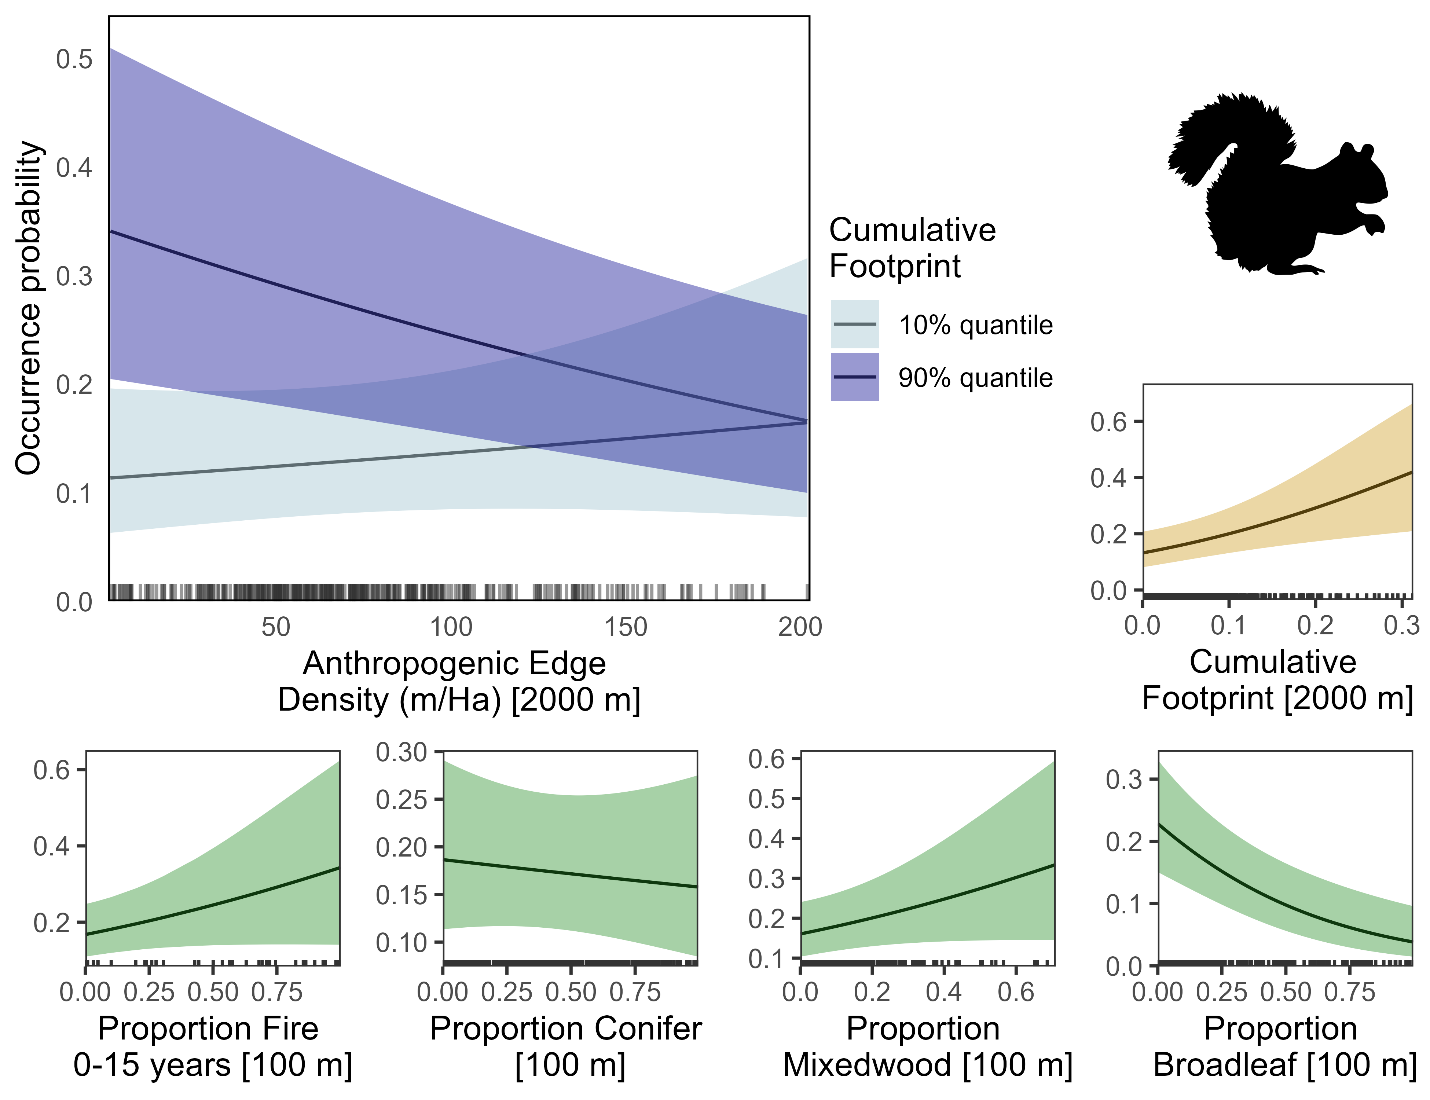 0.5
0.4
0.3
0.2
0.1
0.0
Occurrence probability
50 100 150 200
Anthropogenic Edge
Density (m/Ha) [2000 m]
Cumulative
Footprint
10% quantile
90% quantile
0.6
0.4
0.2
0.0
0.0 0.1 0.2 0.3
Cumulative
Footprint [2000 m]
0.6
0.4
0.2
0.00 0.25 0.50 0.75
Proportion Fire
0-15 years [100 m]
0.30
0.25
0.20
0.15
0.10
0.00 0.25 0.50 0.75
Proportion Conifer
[100 m]
0.6
0.5
0.4
0.3
0.2
0.1
0.0 0.2 0.4 0.6
Proportion
Mixedwood [100 m]
0.3
0.2
0.1
0.0
0.00 0.25 0.50 0.75
Proportion
Broadleaf [100 m]